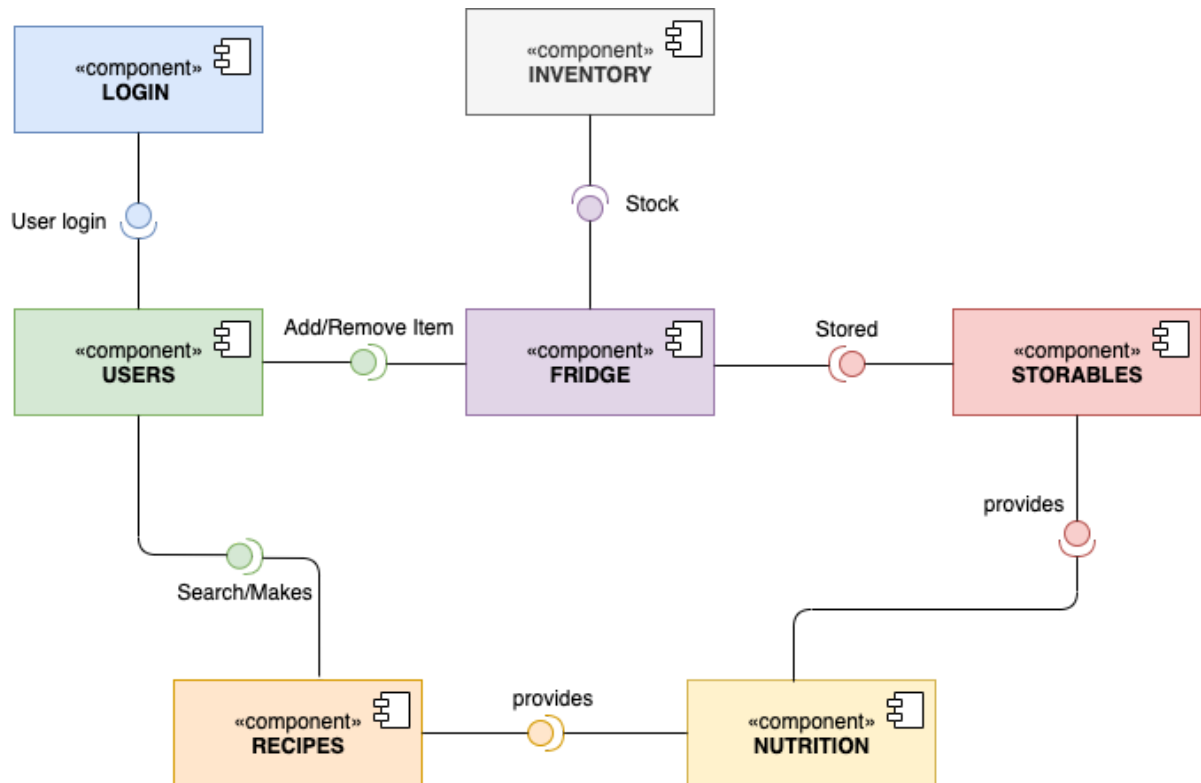 «component»
LOGIN
«component»
INVENTORY
User login
Stock
«component»
USERS
Add/Remove Item
«component»
FRIDGE
Stored
«component»
STORABLES
provides
Search/Makes
«component»
RECIPES
provides
«component»
NUTRITION